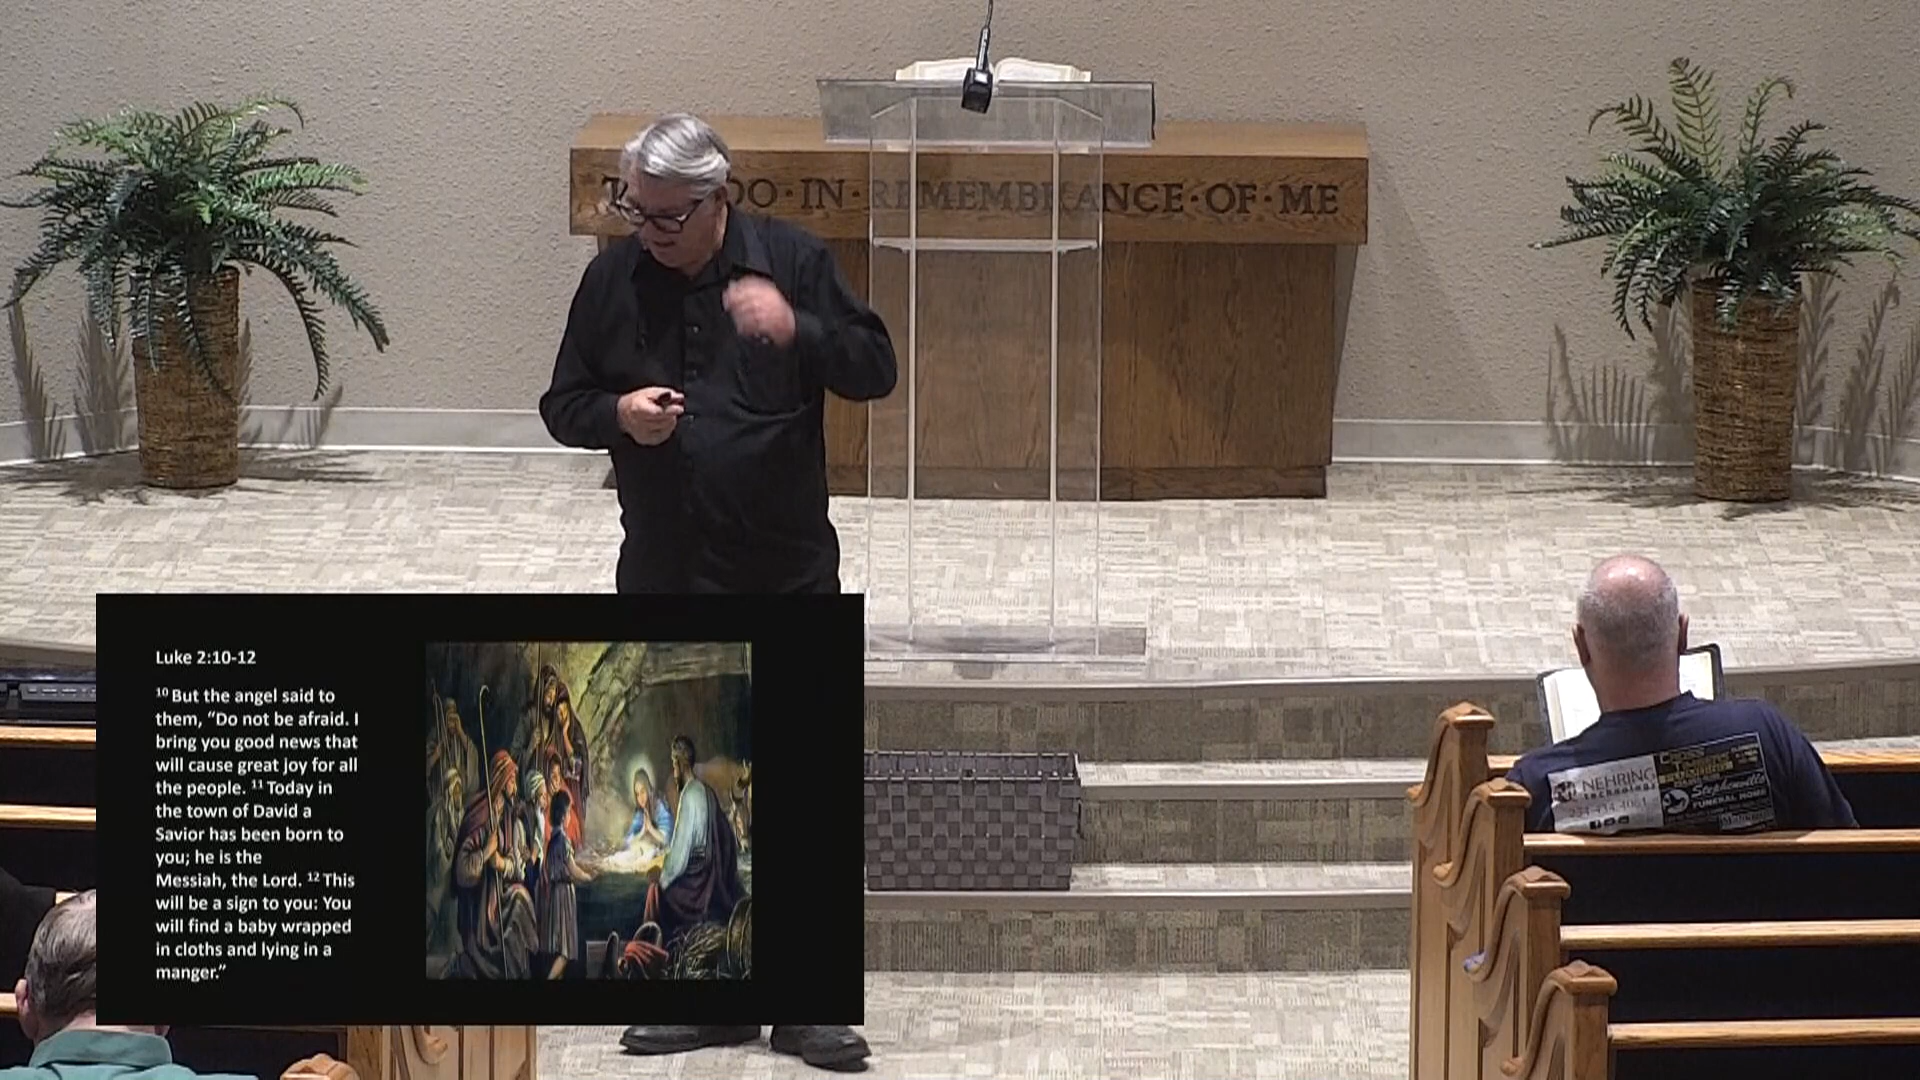 DO·IN·REMEMBRANCE·OF·ME
Luke 2:10-12
10 But the angel said to
them, “Do not be afraid. I
bring you good news that
will cause great joy for all
the people. 11 Today in
the town of David a
Savior has been born to
you; he is the
Messiah, the Lord. 12 This
will be a sign to you: You
will find a baby wrapped
in cloths and lying in a
manger.”
NEHRING
technology
Stephenville
FUNERAL HOME